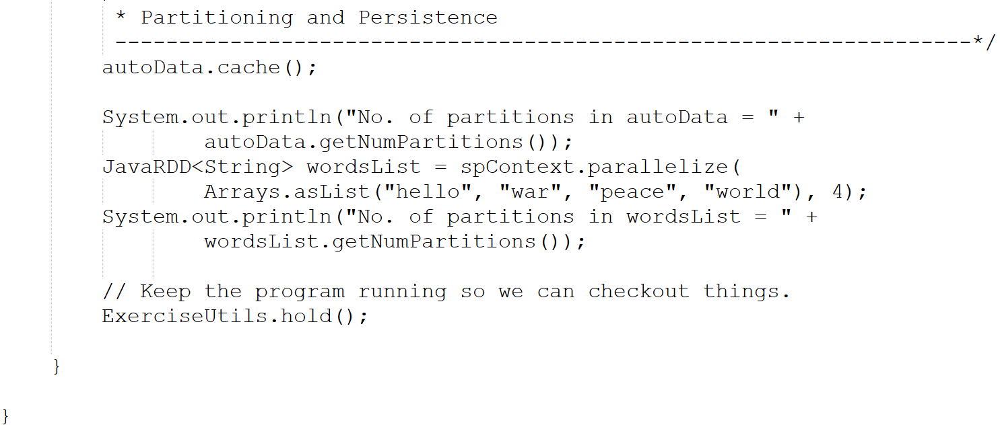 * Partitioning and Persistence
-------------------------------------------------------------------*/
autoData.cache();
System.out.println("No. of partitions in autoData = " +
autoData.getNumPartitions());
JavaRDD<String> wordsList = spContext.parallelize(
Arrays.asList("hello", "war", "peace", "world"), 4);
System.out.println("No. of partitions in wordsList = " +
wordsList.getNumPartitions());
// Keep the program running so we can checkout things.
ExerciseUtils.hold();
}
}